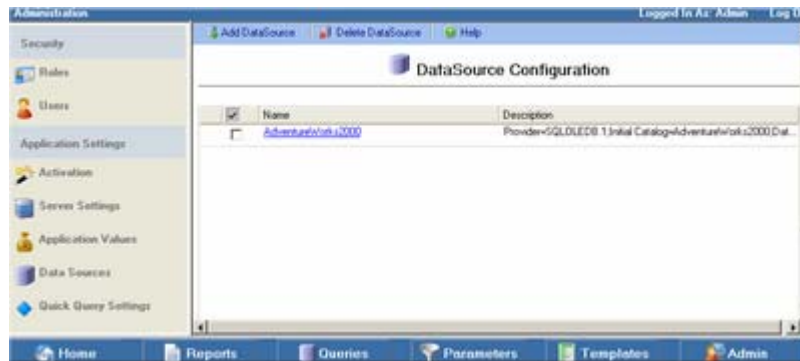 Administration Logged In As: Admin Log O
Add DataSource Delete DataSource Help
Security
Roles
Users
Application Settings
Activation
Server Settings
Application Values
Data Sources
Quick Query Settings
DataSource Configuration
Name Description
AdventureWorks2000 Provider=SQLOLEDB.1;Initial Catalog=AdventureWorks2000;Dat...
Home Reports Queries Parameters Templates Admin